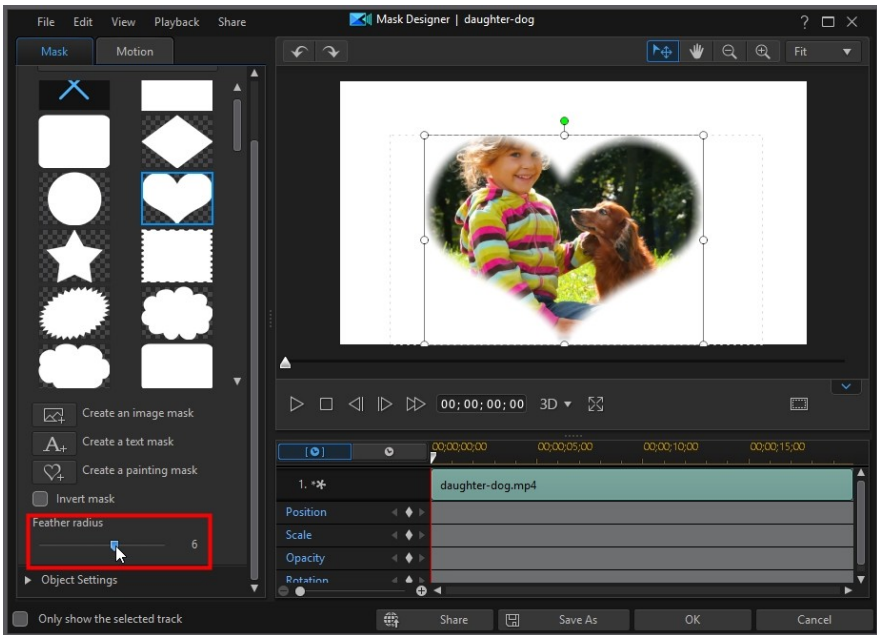 File Edit View Playback Share
Mask Designer | daughter-dog
?
Mask Motion
Fit
Create an image mask
A+ Create a text mask
Create a painting mask
Invert mask
Feather radius
6
Object Settings
00;00;00;00 3D
00;00;00;00 00;00;05;00 00;00;10;00 00;00;15;00
1.
daughter-dog.mp4
Position
Scale
Opacity
Rotation
Only show the selected track
Share Save As OK Cancel